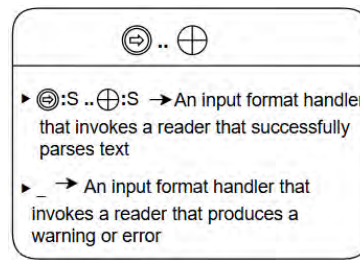 ⊜ .. ⊕
▸ ⊜:S .. ⊕:S → An input format handler
that invokes a reader that successfully
parses text
▸ _ → An input format handler that
invokes a reader that produces a
warning or error